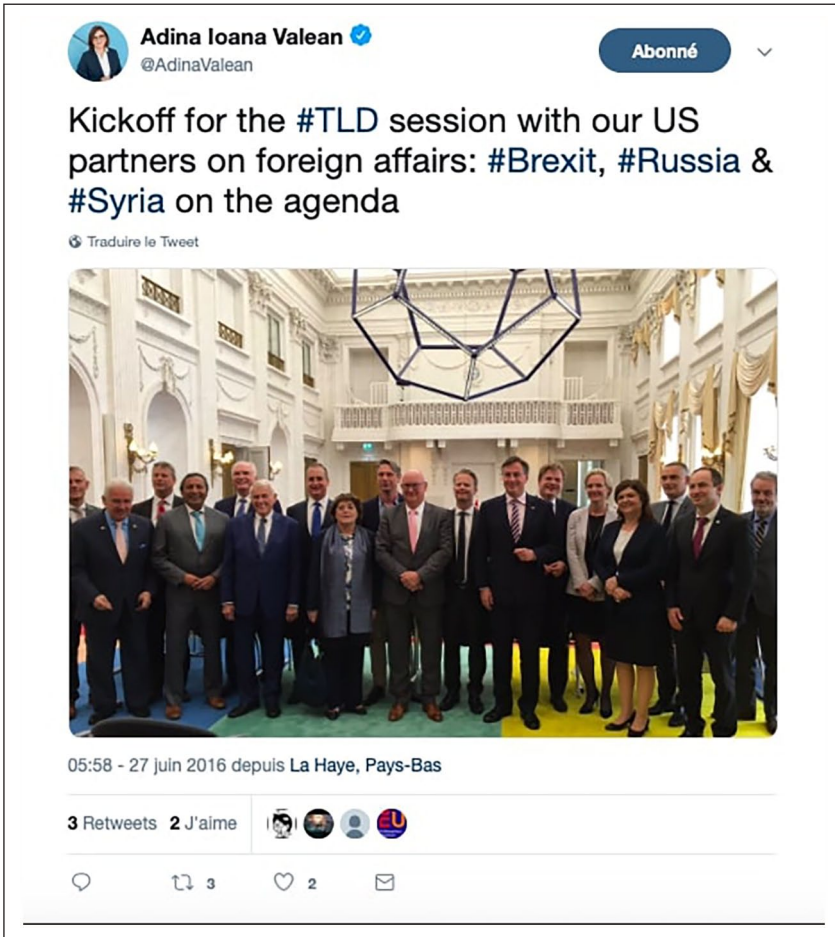 Adina Ioana Valean
@AdinaValean
Abonné
Kickoff for the #TLD session with our US
partners on foreign affairs: #Brexit, #Russia &
#Syria on the agenda
Traduire le Tweet
05:58 - 27 juin 2016 depuis La Haye, Pays-Bas
3 Retweets 2 J'aime
EU
3 2